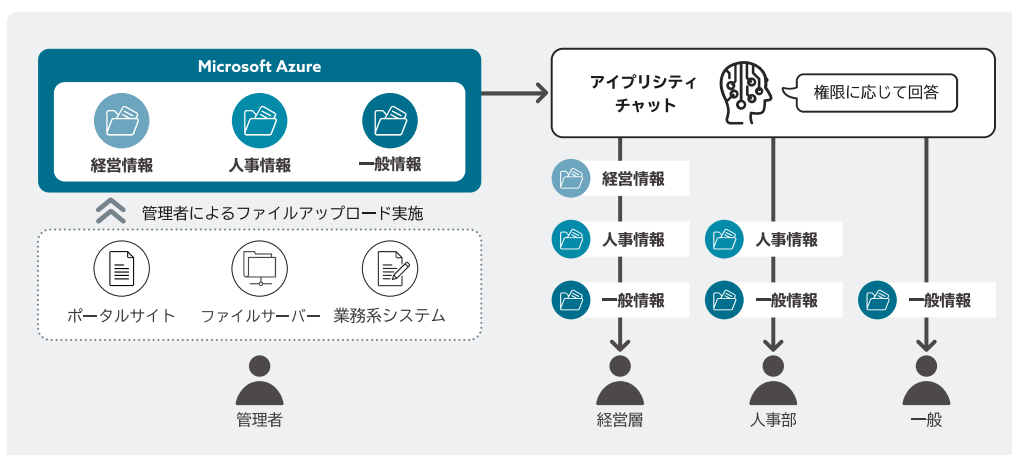 Microsoft Azure
経営情報
人事情報
一般情報
管理者によるファイルアップロード実施
ポータルサイト
ファイルサーバー
業務系システム
管理者
アイプリシティ
チャット
権限に応じて回答
経営情報
人事情報
人事情報
一般情報
一般情報
一般情報
経営層
人事部
一般